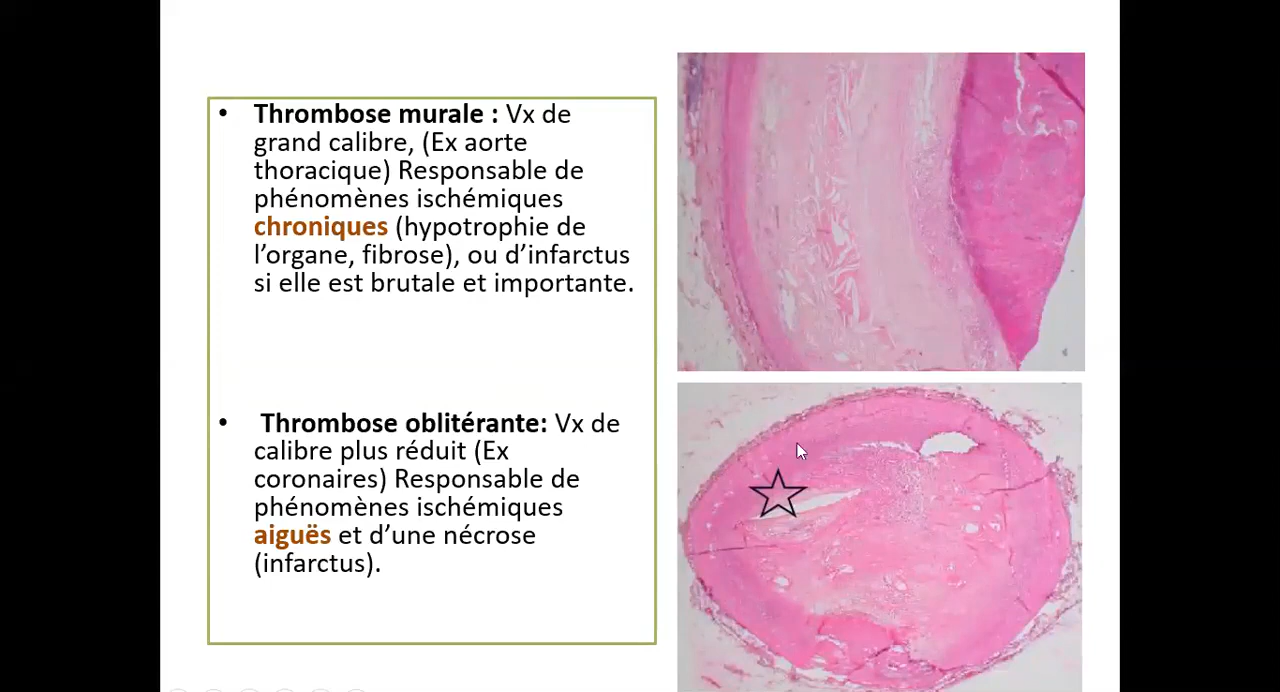 • Thrombose murale : Vx de
grand calibre, (Ex aorte
thoracique) Responsable de
phénomènes ischémiques
chroniques (hypotrophie de
l’organe, fibrose), ou d’infarctus
si elle est brutale et importante.
• Thrombose oblitérante: Vx de
calibre plus réduit (Ex
coronaires) Responsable de
phénomènes ischémiques
aiguës et d’une nécrose
(infarctus).